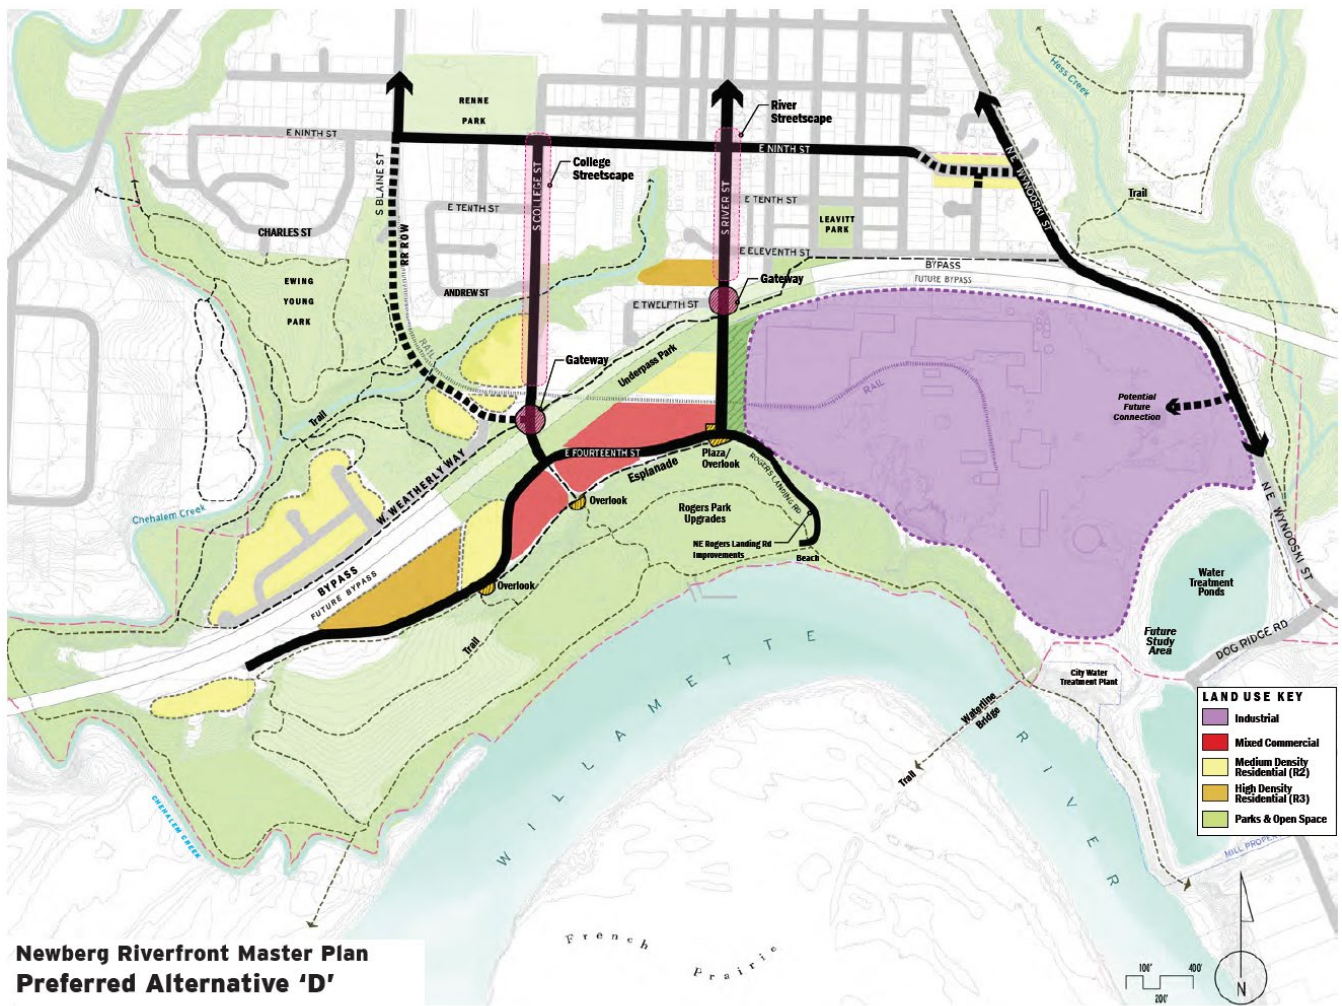 Hess Creek
RENNE
PARK
River
Streetscape
E NINTH ST
E NINTH ST
NE WYNOOSKI ST
S BLAINE ST
S COLLEGE ST
College
Streetscape
S RIVER ST
Trail
E TENTH ST
E TENTH ST
LEAVITT
PARK
CHARLES ST
RR ROW
E ELEVENTH ST
BYPASS
FUTURE BYPASS
EWING
YOUNG
PARK
ANDREW ST
Gateway
E TWELFTH ST
RAIL
Gateway
Underpass Park
RAIL
Potential
Future
Connection
Trail
E FOURTEENTH ST
Plaza/
Overlook
Esplanade
W. WEATHERLY WAY
ROGERS LANDING RD
Overlook
Rogers Park
Upgrades
Chehalem Creek
NE Rogers Landing Rd
Improvements
Beach
NE WYNOOSKI ST
BYPASS
FUTURE BYPASS
Overlook
Water
Treatment
Ponds
Trail
Future
Study
Area
DOG RIDGE RD
City Water
Treatment Plant
Waterline
Bridge
Trail
WILLAMETTE RIVER
CHEHALEM CREEK
LAND USE KEY
Industrial
Mixed Commercial
Medium Density
Residential (R2)
High Density
Residential (R3)
Parks & Open Space
French
Prairie
Newberg Riverfront Master Plan
Preferred Alternative ‘D’
100'
400'
200'
N